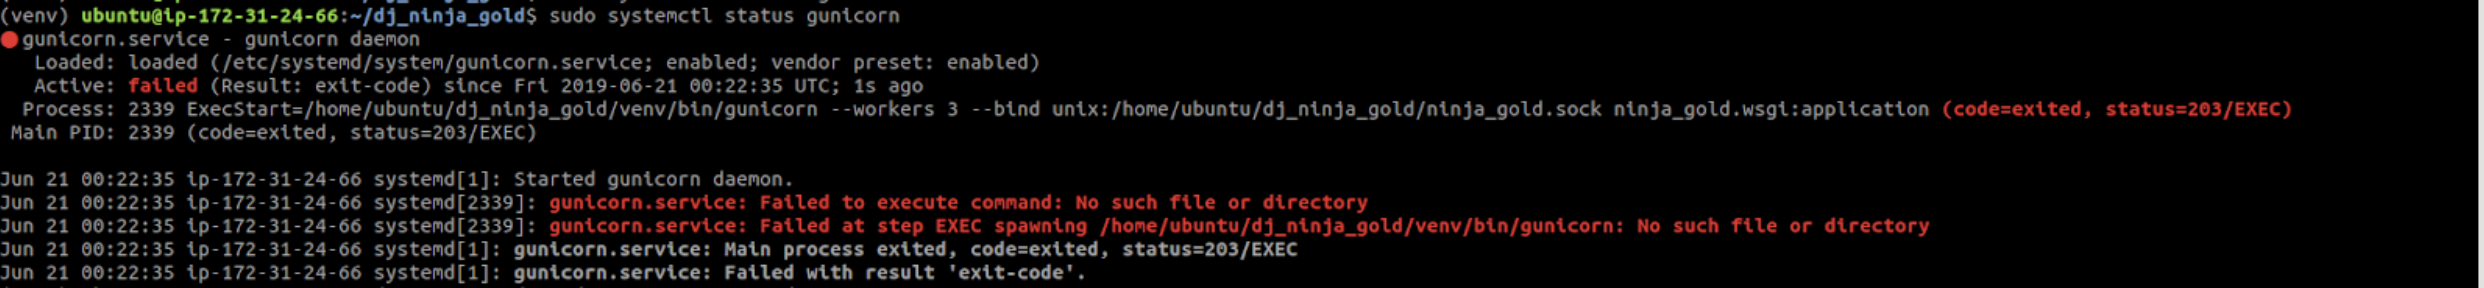 (venv) ubuntu@ip-172-31-24-66:~/dj_ninja_gold$ sudo systemctl status gunicorn
gunicorn.service - gunicorn daemon
Loaded: loaded (/etc/systemd/system/gunicorn.service; enabled; vendor preset: enabled)
Active: failed (Result: exit-code) since Fri 2019-06-21 00:22:35 UTC; 1s ago
Process: 2339 ExecStart=/home/ubuntu/dj_ninja_gold/venv/bin/gunicorn --workers 3 --bind unix:/home/ubuntu/dj_ninja_gold/ninja_gold.sock ninja_gold.wsgi:application (code=exited, status=203/EXEC)
Main PID: 2339 (code=exited, status=203/EXEC)
Jun 21 00:22:35 ip-172-31-24-66 systemd[1]: Started gunicorn daemon.
Jun 21 00:22:35 ip-172-31-24-66 systemd[2339]: gunicorn.service: Failed to execute command: No such file or directory
Jun 21 00:22:35 ip-172-31-24-66 systemd[2339]: gunicorn.service: Failed at step EXEC spawning /home/ubuntu/dj_ninja_gold/venv/bin/gunicorn: No such file or directory
Jun 21 00:22:35 ip-172-31-24-66 systemd[1]: gunicorn.service: Main process exited, code=exited, status=203/EXEC
Jun 21 00:22:35 ip-172-31-24-66 systemd[1]: gunicorn.service: Failed with result 'exit-code'.